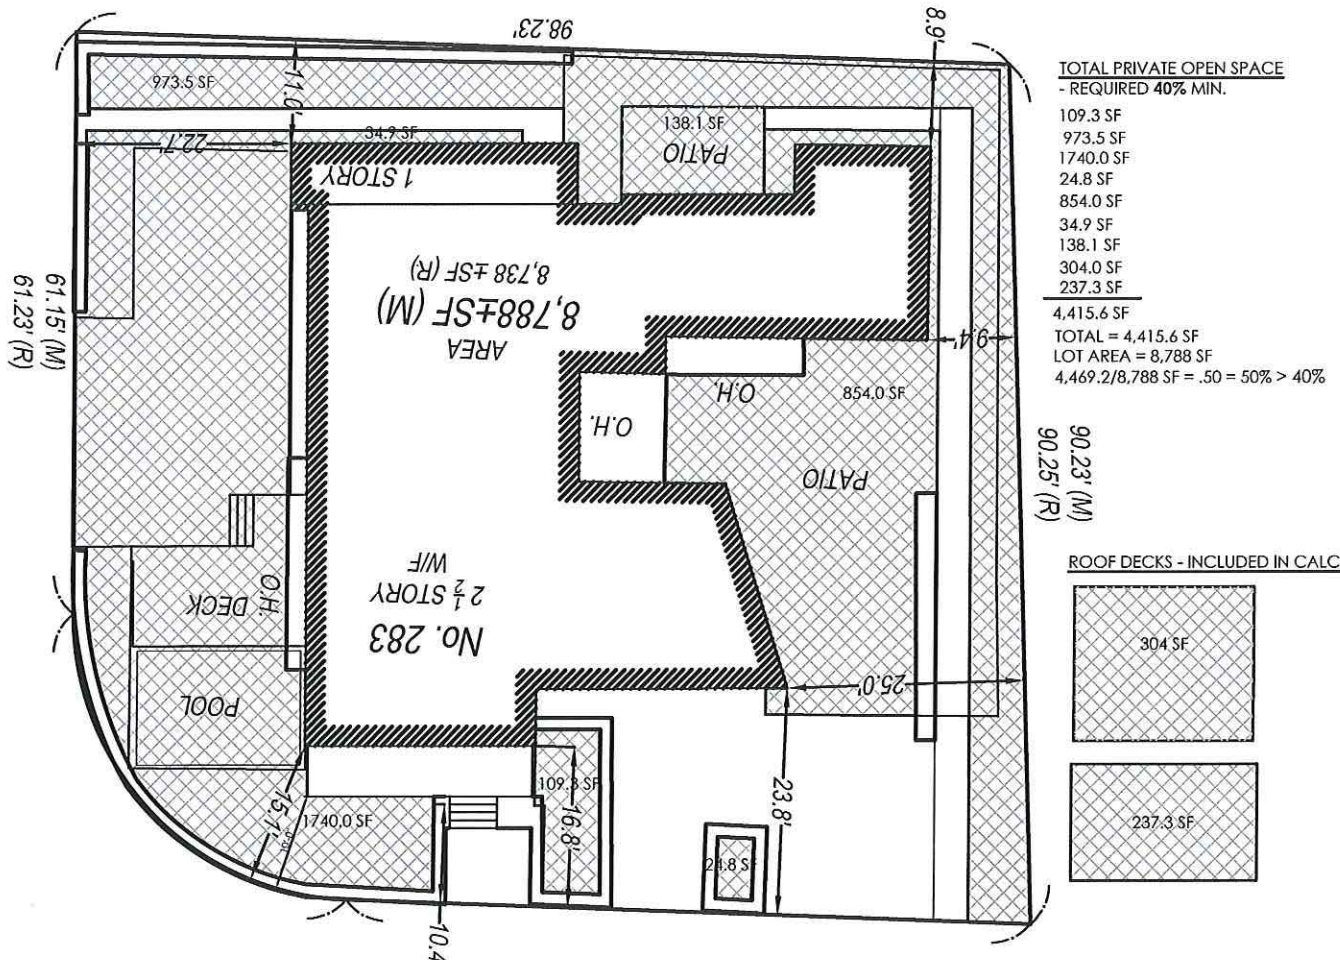 98.23'
8.9'
973.5 SF
11.0'
22.7'
34.9 SF
138.1 SF
PATIO
1 STORY
8,738 ±SF (R)
8,788±SF (M)
AREA
61.15' (M)
61.23' (R)
O.H.
O.H.
854.0 SF
9.4'
PATIO
90.23' (M)
90.25' (R)
W/F
2 1/2 STORY
No. 283
O.H.
DECK
POOL
25.0'
15.1'
1740.0 SF
109.3 SF
16.8'
23.8'
24.8 SF
10.4
TOTAL PRIVATE OPEN SPACE
- REQUIRED 40% MIN.
109.3 SF
973.5 SF
1740.0 SF
24.8 SF
854.0 SF
34.9 SF
138.1 SF
304.0 SF
237.3 SF
4,415.6 SF
TOTAL = 4,415.6 SF
LOT AREA = 8,788 SF
4,469.2/8,788 SF = .50 = 50% > 40%
ROOF DECKS - INCLUDED IN CALC
304 SF
237.3 SF